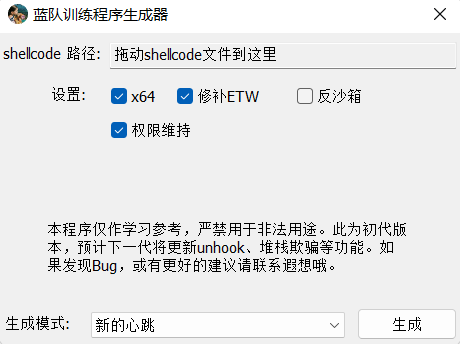 蓝队训练程序生成器
shellcode 路径: 拖动shellcode文件到这里
设置: x64 修补ETW 反沙箱
权限维持
本程序仅作学习参考，严禁用于非法用途。此为初代版
本，预计下一代将更新unhook、堆栈欺骗等功能。如
果发现Bug，或有更好的建议请联系遐想哦。
生成模式: 新的心跳 生成